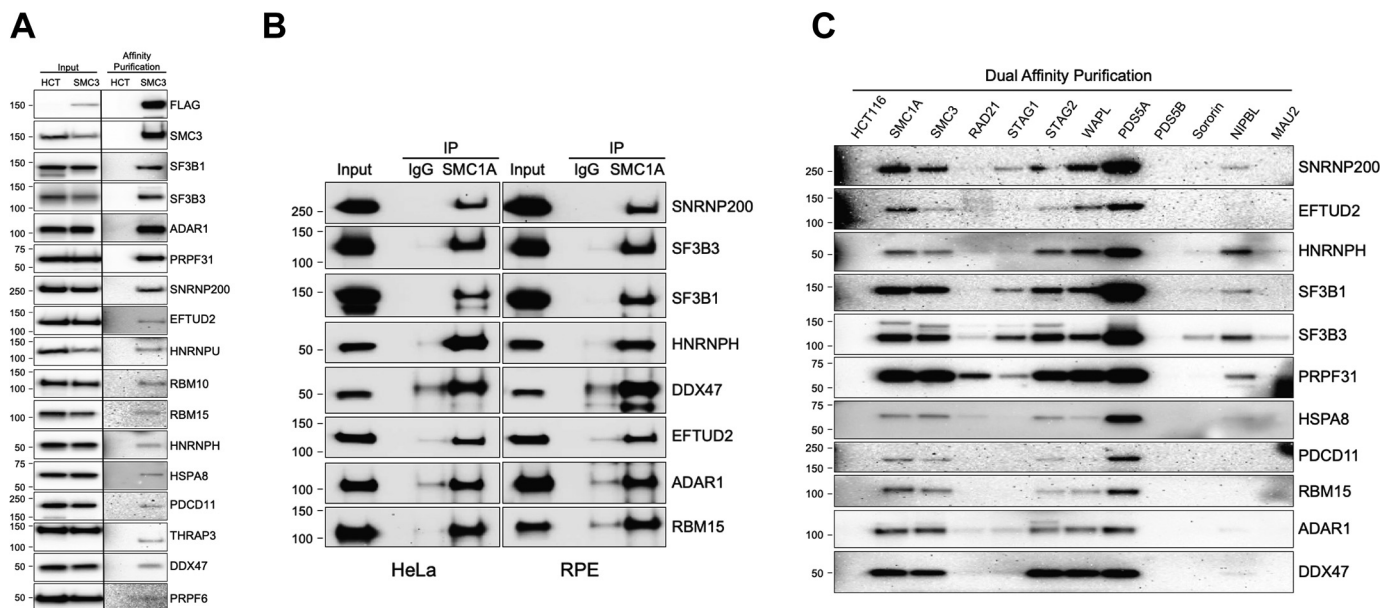 A
Input
Affinity
Purification
HCT SMC3 HCT SMC3
150 FLAG
150 SMC3
150
100 SF3B1
150
100 SF3B3
100 ADAR1
75
50 PRPF31
250 SNRNP200
150
100 EFTUD2
150
100 HNRNPU
100 RBM10
100 RBM15
50 HNRNPH
75
50 HSPA8
250
150 PDCD11
150
100 THRAP3
50 DDX47
100 PRPF6
B
IP IP
Input IgG SMC1A Input IgG SMC1A
250 SNRNP200
100 SF3B3
150 SF3B1
50 HNRNPH
50 DDX47
150
100 EFTUD2
100 ADAR1
100 RBM15
HeLa RPE
C
Dual Affinity Purification
HCT116 SMC1A SMC3 RAD21 STAG1 STAG2 WAPL PDS5A PDS5B Sororin NIPBL MAU2
250 SNRNP200
150
100 EFTUD2
50 HNRNPH
150 SF3B1
150
100 SF3B3
75
50 PRPF31
75
50 HSPA8
250
150 PDCD11
100 RBM15
100 ADAR1
50 DDX47